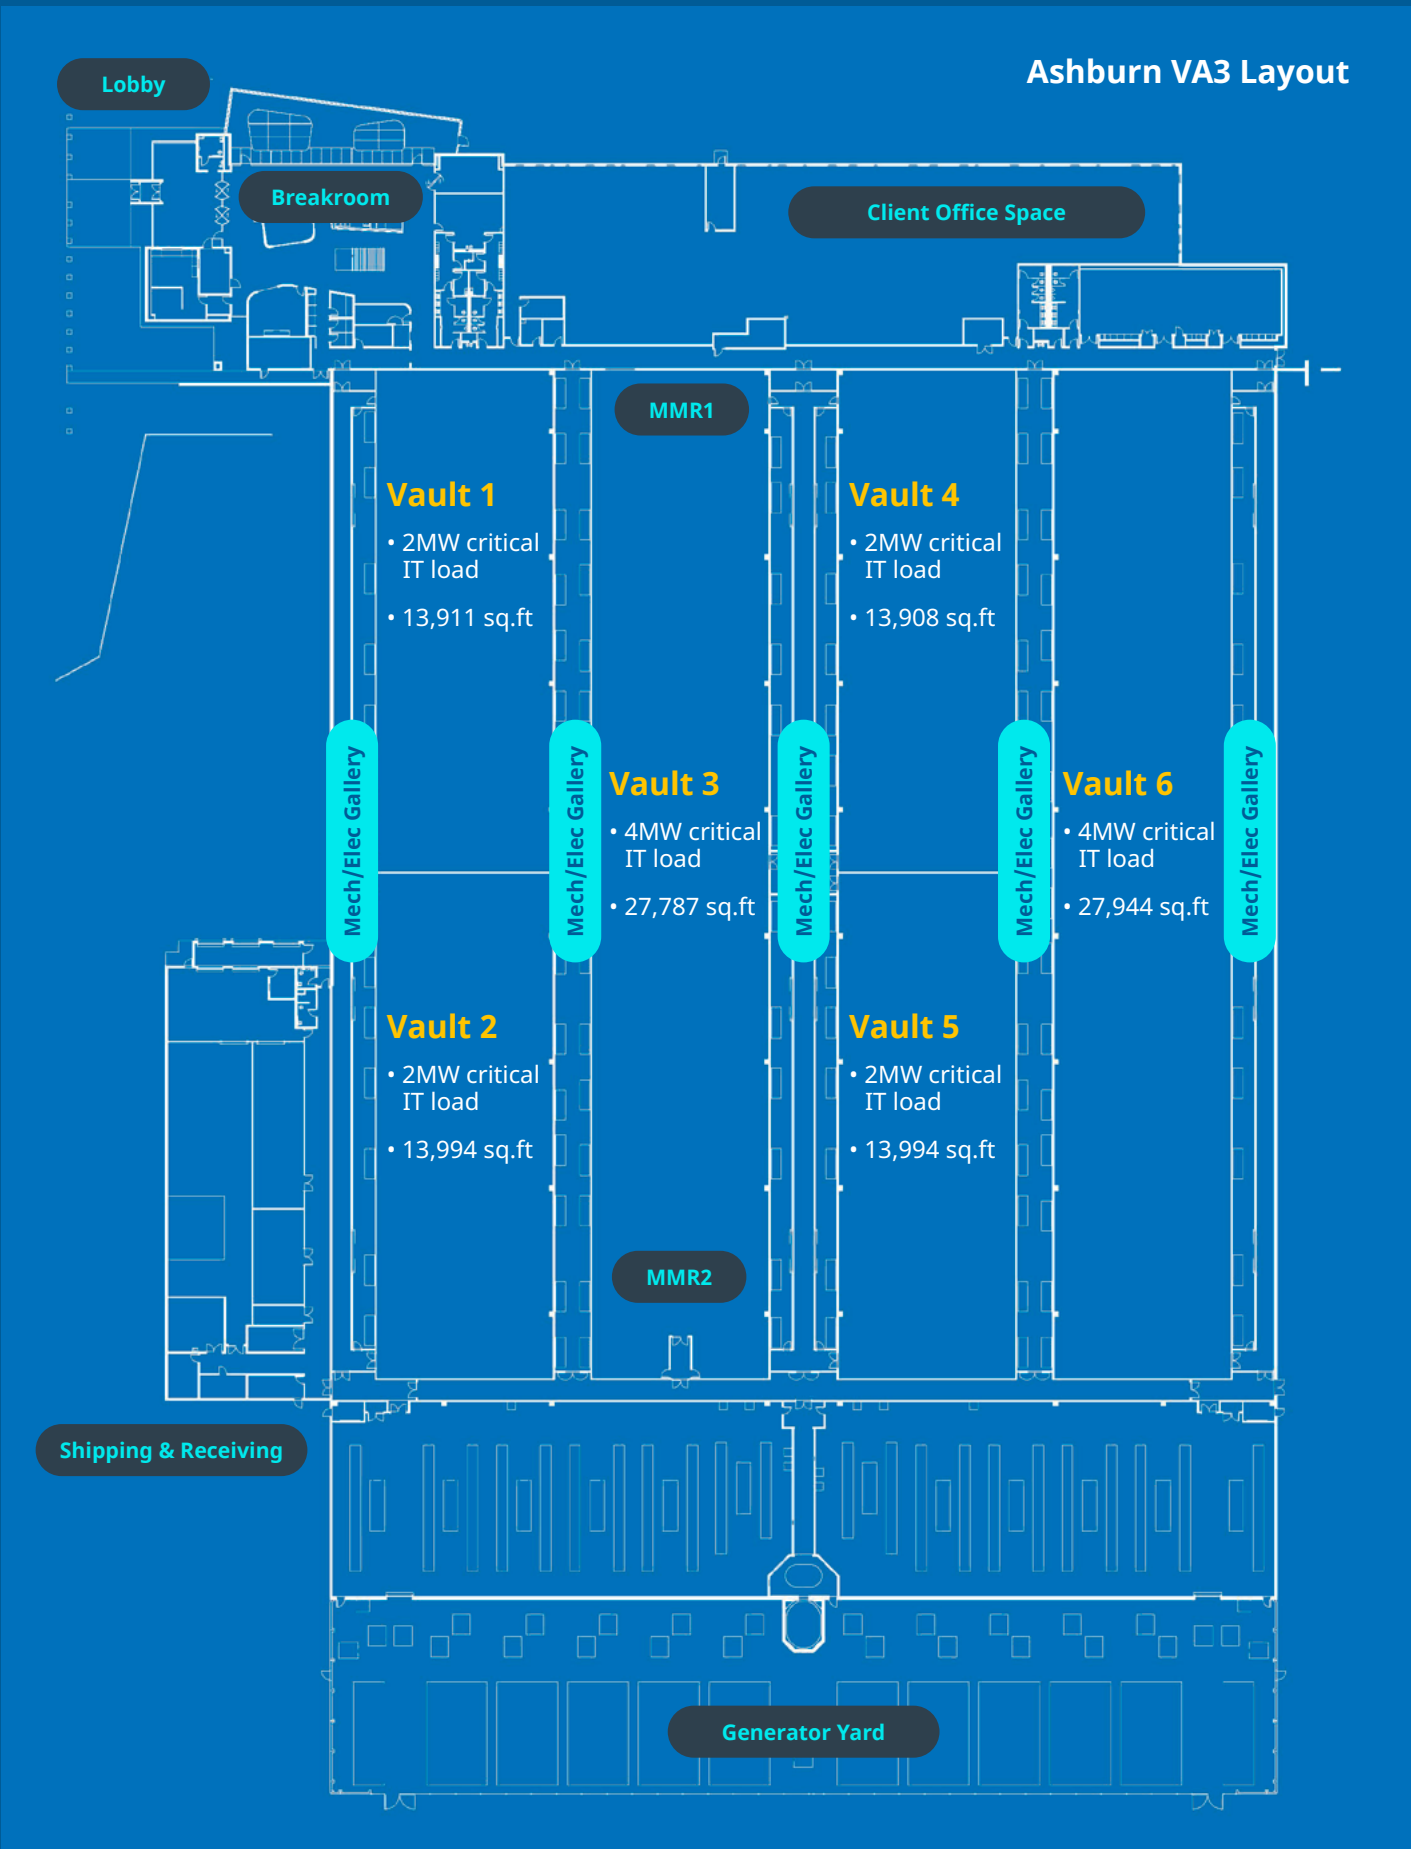 Ashburn VA3 Layout
Lobby
Breakroom
Client Office Space
MMR1
Vault 1
• 2MW critical
IT load
• 13,911 sq.ft
Vault 4
• 2MW critical
IT load
• 13,908 sq.ft
Mech/Elec Gallery
Mech/Elec Gallery
Vault 3
• 4MW critical
IT load
• 27,787 sq.ft
Mech/Elec Gallery
Mech/Elec Gallery
Vault 6
• 4MW critical
IT load
• 27,944 sq.ft
Mech/Elec Gallery
Vault 2
• 2MW critical
IT load
• 13,994 sq.ft
Vault 5
• 2MW critical
IT load
• 13,994 sq.ft
MMR2
Shipping & Receiving
Generator Yard